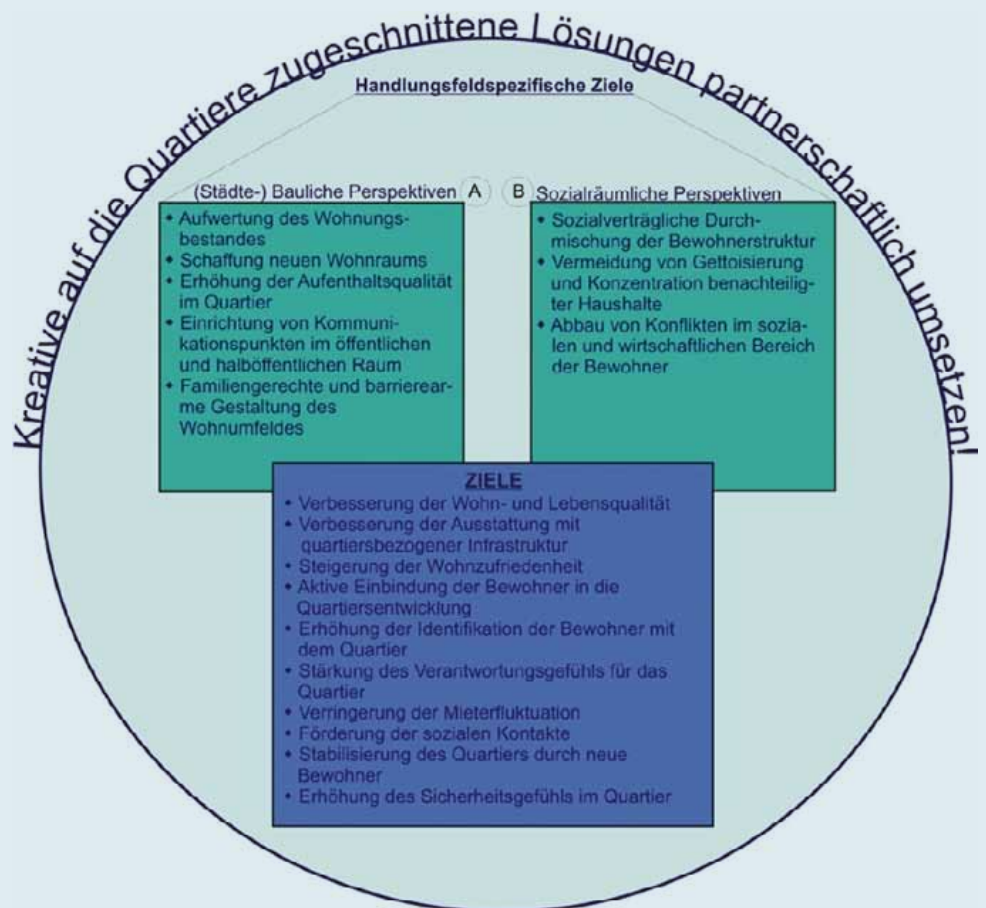 Kreative auf die Quartiere zugeschnittene Lösungen partnerschaftlich umsetzen!
Handlungsfeldspezifische Ziele
(Städte-) Bauliche Perspektiven A
• Aufwertung des Wohnungs-
bestandes
• Schaffung neuen Wohnraums
• Erhöhung der Aufenthaltsqualität
im Quartier
• Einrichtung von Kommuni-
kationspunkten im öffentlichen
und halböffentlichen Raum
• Familiengerechte und barrierear-
me Gestaltung des
Wohnumfeldes
B Sozialräumliche Perspektiven
• Sozialverträgliche Durch-
mischung der Bewohnerstruktur
• Vermeidung von Gettoisierung
und Konzentration benachteilig-
ter Haushalte
• Abbau von Konflikten im sozia-
len und wirtschaftlichen Bereich
der Bewohner
ZIELE
• Verbesserung der Wohn- und Lebensqualität
• Verbesserung der Ausstattung mit
quartiersbezogener Infrastruktur
• Steigerung der Wohnzufriedenheit
• Aktive Einbindung der Bewohner in die
Quartiersentwicklung
• Erhöhung der Identifikation der Bewohner mit
dem Quartier
• Stärkung des Verantwortungsgefühls für das
Quartier
• Verringerung der Mieterfluktuation
• Förderung der sozialen Kontakte
• Stabilisierung des Quartiers durch neue
Bewohner
• Erhöhung des Sicherheitsgefühls im Quartier